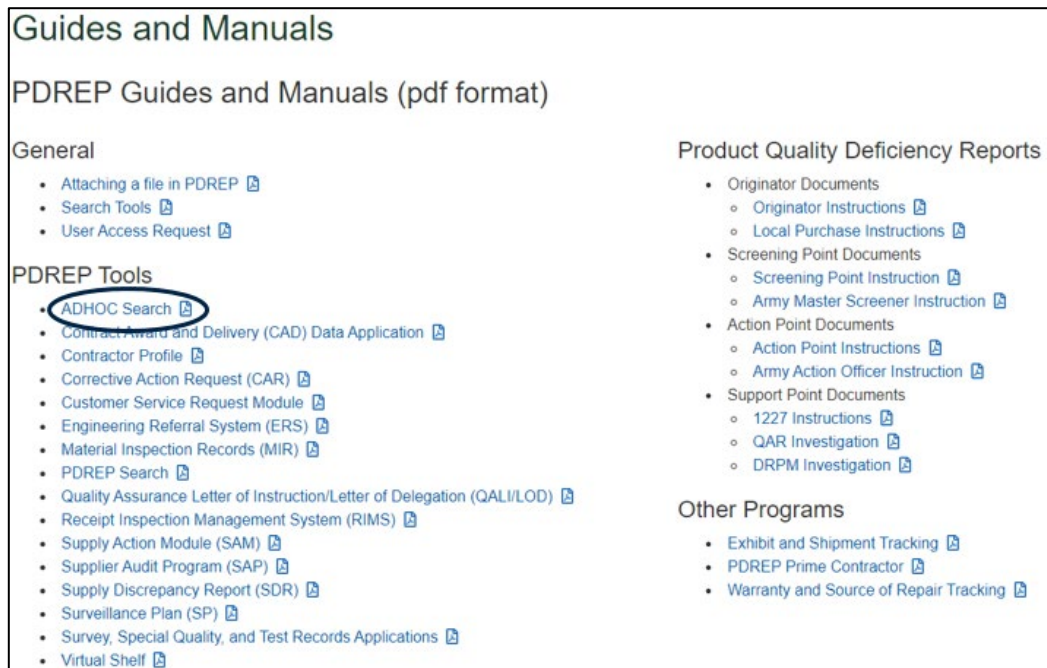 Guides and Manuals
PDREP Guides and Manuals (pdf format)
General
Attaching a file in PDREP
Search Tools
User Access Request
PDREP Tools
ADHOC Search
Contract Award and Delivery (CAD) Data Application
Contractor Profile
Corrective Action Request (CAR)
Customer Service Request Module
Engineering Referral System (ERS)
Material Inspection Records (MIR)
PDREP Search
Quality Assurance Letter of Instruction/Letter of Delegation (QALI/LOD)
Receipt Inspection Management System (RIMS)
Supply Action Module (SAM)
Supplier Audit Program (SAP)
Supply Discrepancy Report (SDR)
Surveillance Plan (SP)
Survey, Special Quality, and Test Records Applications
Virtual Shelf
Product Quality Deficiency Reports
Originator Documents
Originator Instructions
Local Purchase Instructions
Screening Point Documents
Screening Point Instruction
Army Master Screener Instruction
Action Point Documents
Action Point Instructions
Army Action Officer Instruction
Support Point Documents
1227 Instructions
QAR Investigation
DRPM Investigation
Other Programs
Exhibit and Shipment Tracking
PDREP Prime Contractor
Warranty and Source of Repair Tracking